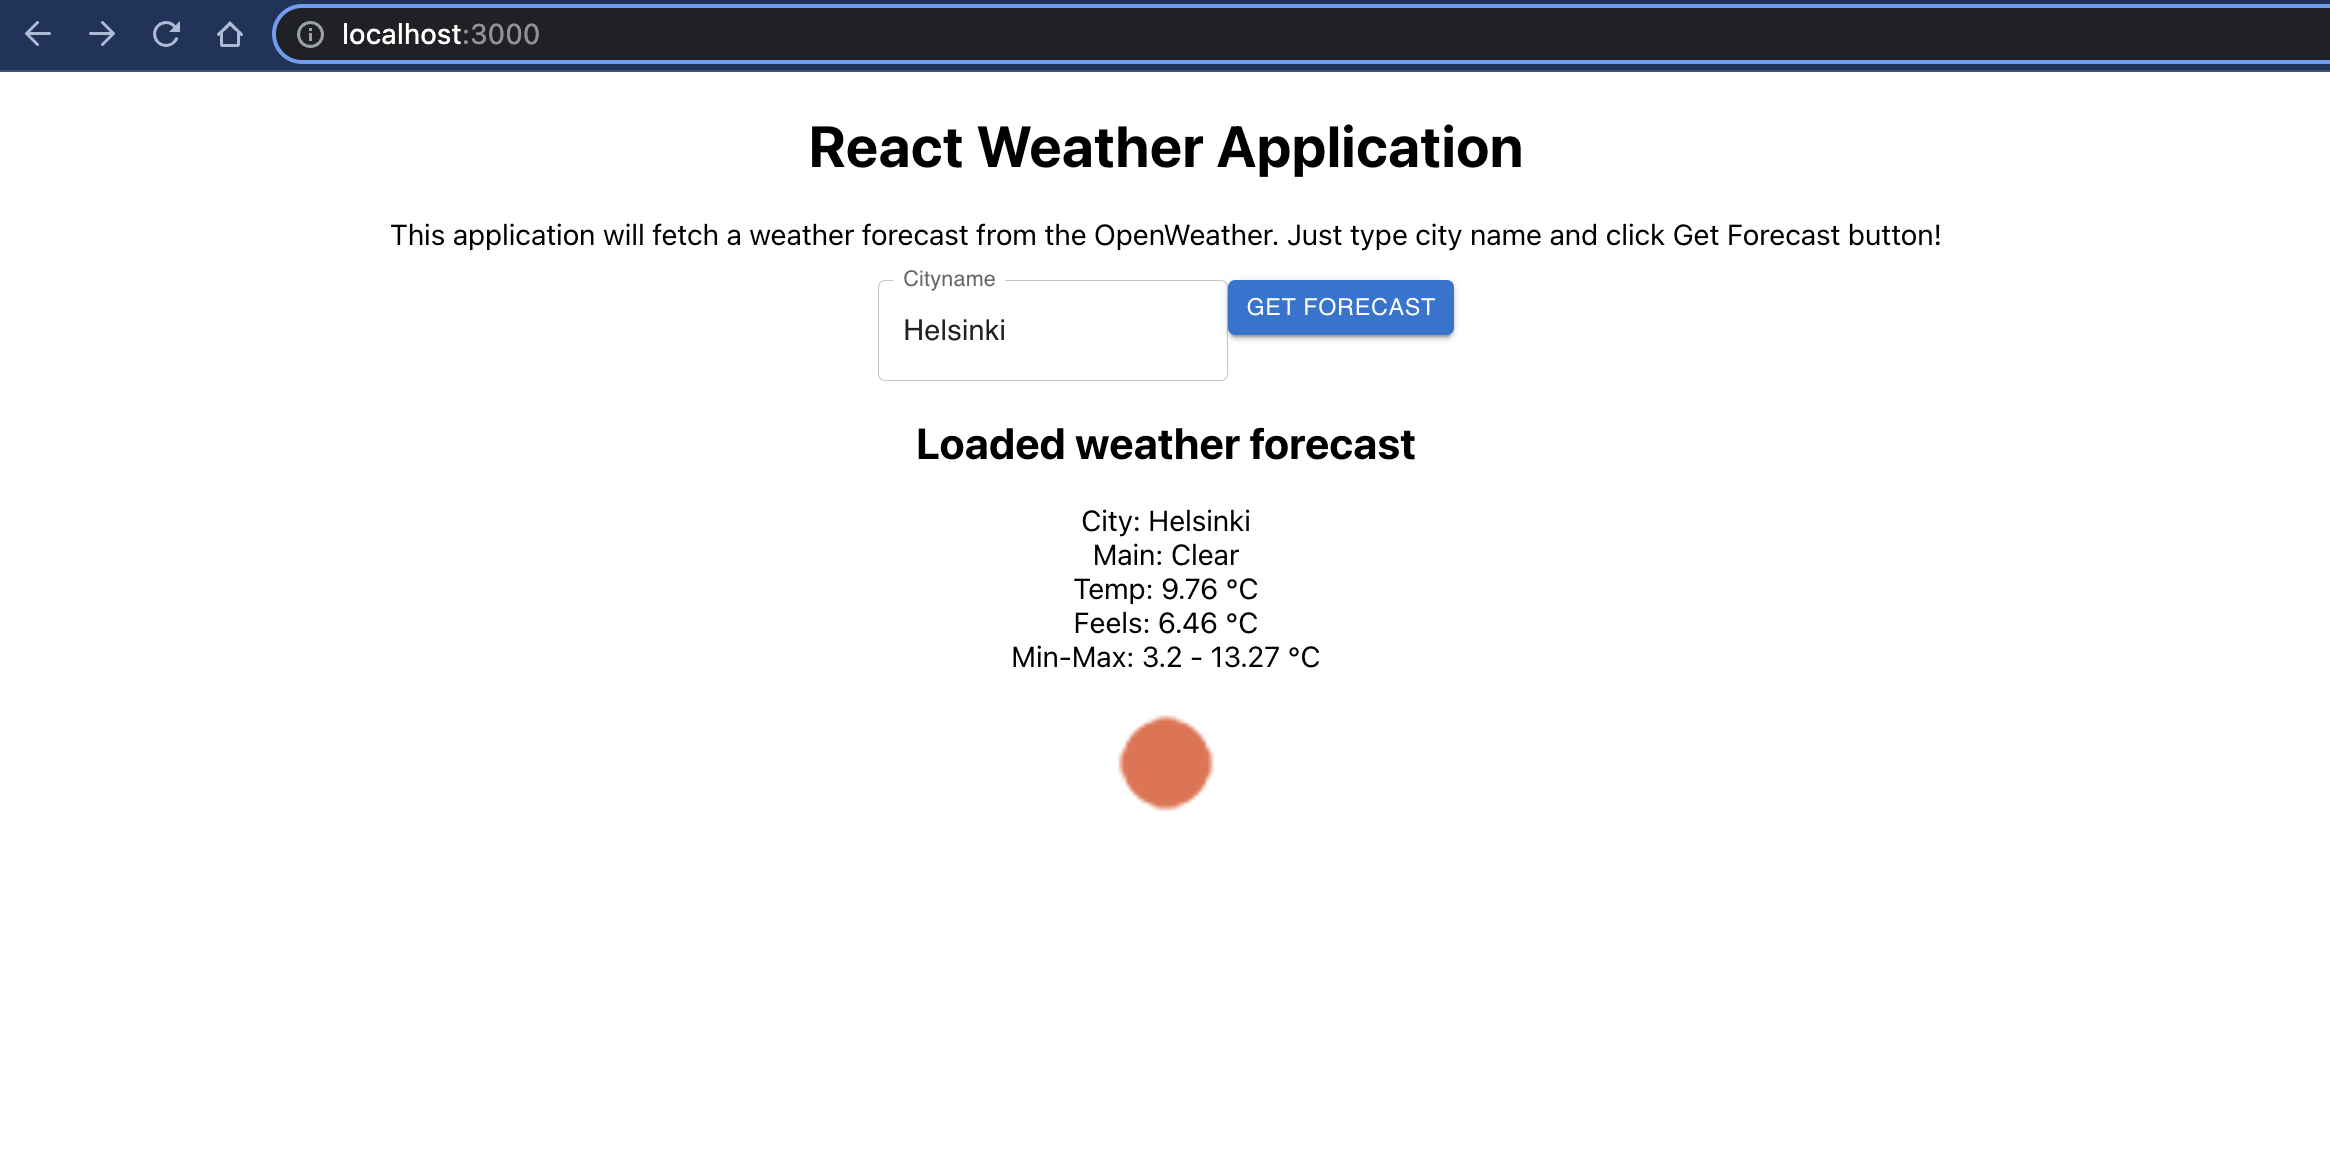 localhost:3000
React Weather Application
This application will fetch a weather forecast from the OpenWeather. Just type city name and click Get Forecast button!
Cityname
Helsinki
GET FORECAST
Loaded weather forecast
City: Helsinki
Main: Clear
Temp: 9.76 °C
Feels: 6.46 °C
Min-Max: 3.2 - 13.27 °C